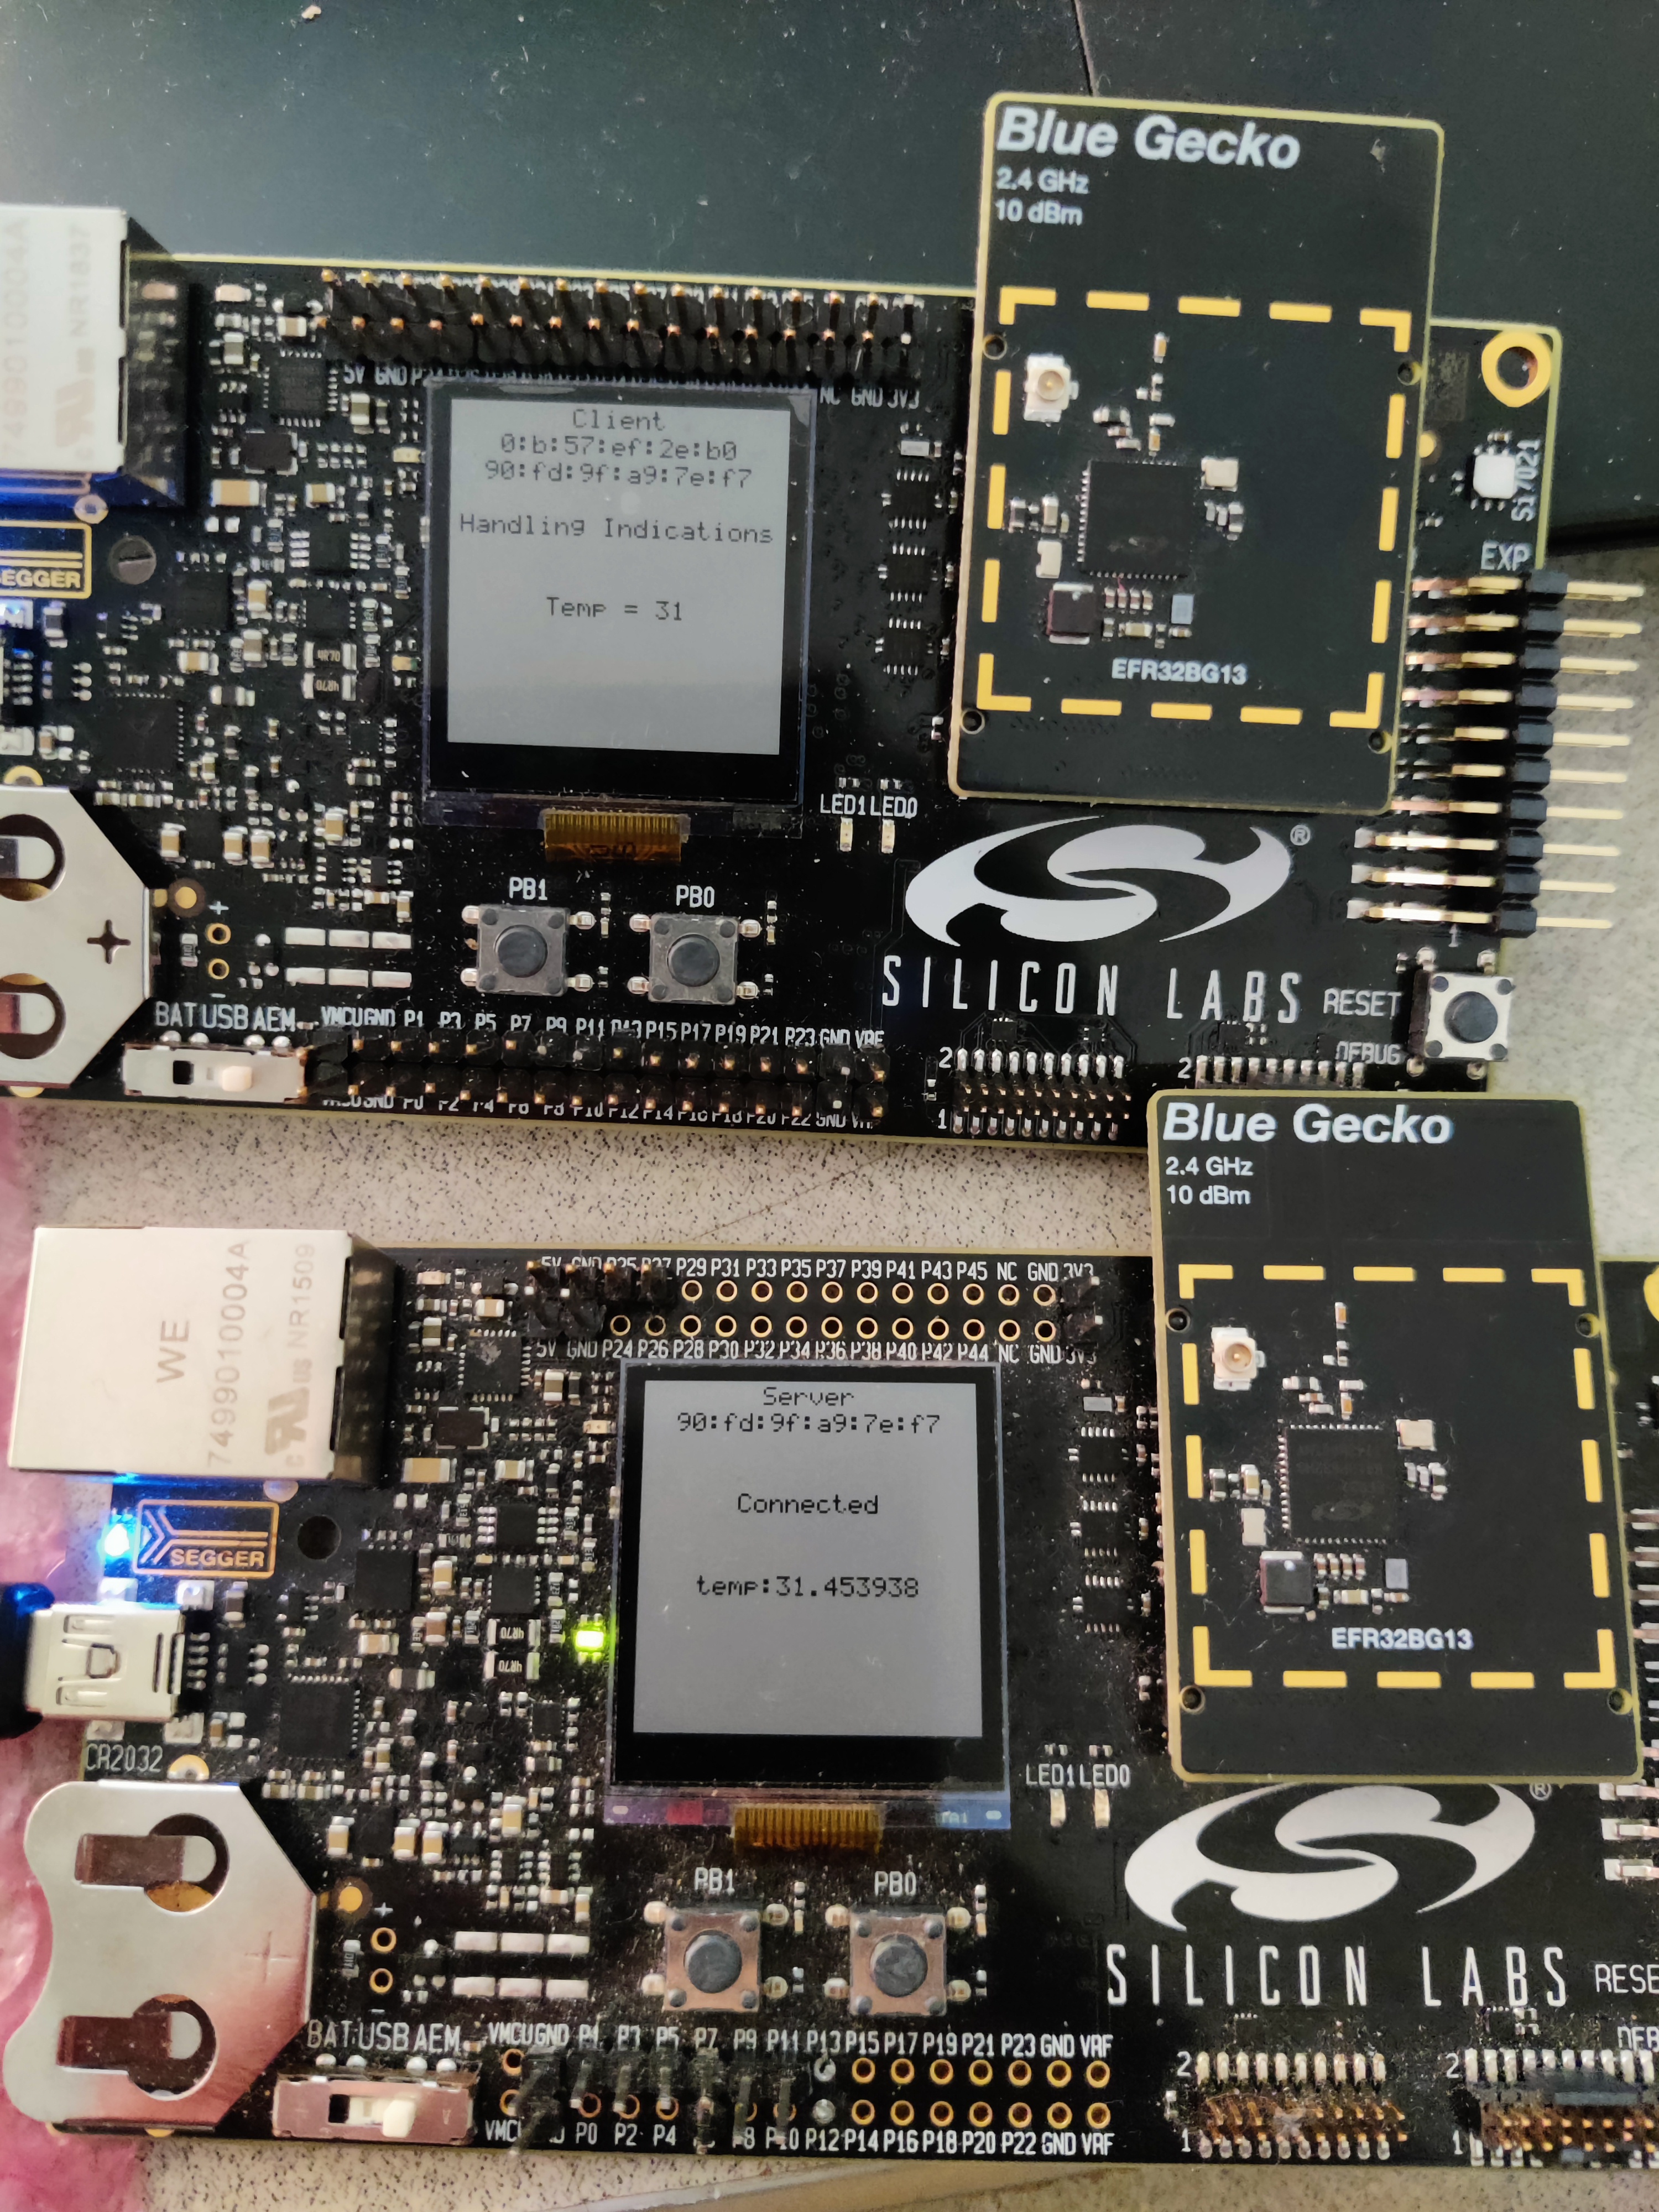 Blue Gecko
2.4 GHz
10 dBm
7499010004A
NR1837
5V GND
NC GND 3V3
Client
0:b:57:ef:2e:b0
90:fd:9f:a9:7e:f7
Handling Indications
Temp = 31
Si7021
EXP
SEGGER
EFR32BG13
LED1 LED0
PB1 PB0
+
SILICON LABS
®
RESET
DEBUG
BAT USB AEM
VMCU GND P1 P3 P5 P7 P9 P11 P13 P15 P17 P19 P21 P23 GND VRF
P0 P2 P4 P6 P8 P10 P12 P14 P16 P18 P20 P22 GND
2
1
2
1
Blue Gecko
2.4 GHz
10 dBm
WE
7499010004A
NR1509
5V GND P25 P27 P29 P31 P33 P35 P37 P39 P41 P43 P45 NC GND 3V3
5V GND P24 P26 P28 P30 P32 P34 P36 P38 P40 P42 P44 NC GND 3V3
Server
90:fd:9f:a9:7e:f7
Connected
temp:31.453938
SEGGER
4R70
4R70
EFR32BG13
CR2032
LED1 LED0
PB1 PB0
SILICON LABS
®
RESE
DEB
BAT USB AEM
VMCU GND P1 P3 P5 P7 P9 P11 P13 P15 P17 P19 P21 P23 GND VRF
VMCU P0 P2 P4 P8 P10 P12 P14 P16 P18 P20 P22 GND VRF
2
1
2
1